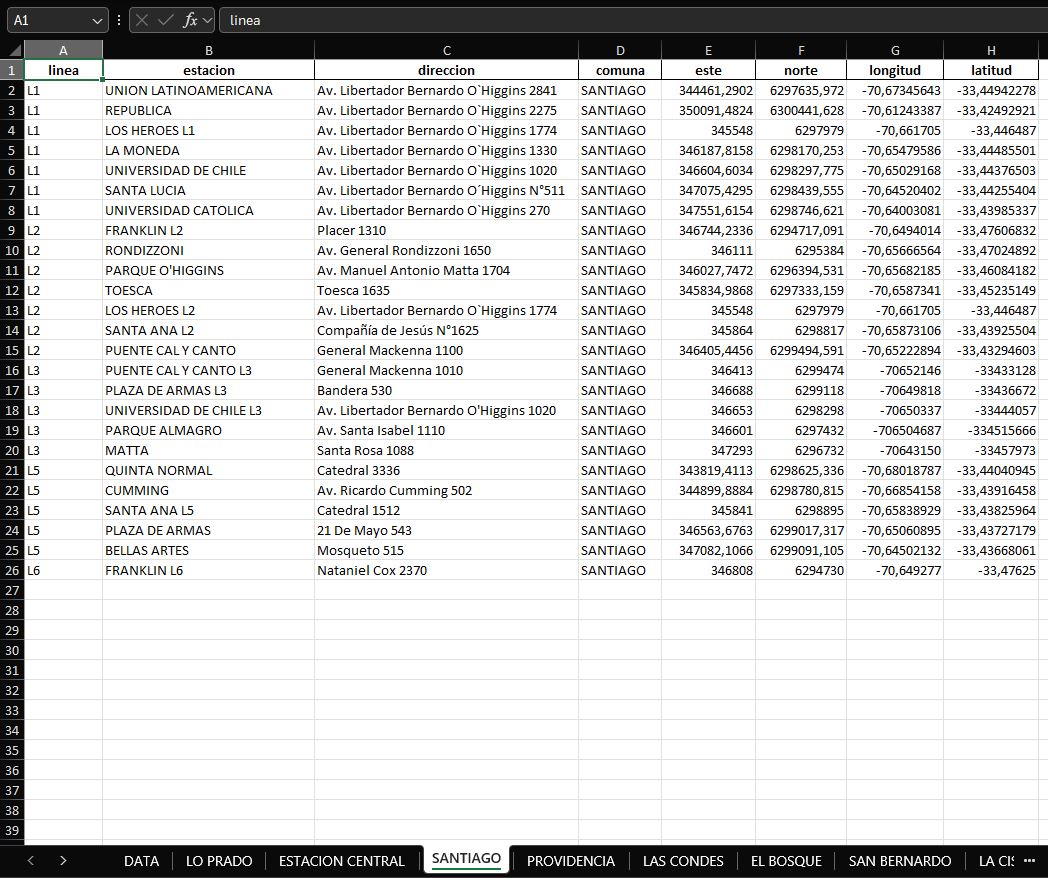 A1 fx linea
A B C D E F G H
1 linea estacion direccion comuna este norte longitud latitud
2 L1 UNION LATINOAMERICANA Av. Libertador Bernardo O`Higgins 2841 SANTIAGO 344461,2902 6297635,972 -70,67345643 -33,44942278
3 L1 REPUBLICA Av. Libertador Bernardo O`Higgins 2275 SANTIAGO 350091,4824 6300441,628 -70,61243387 -33,42492921
4 L1 LOS HEROES L1 Av. Libertador Bernardo O`Higgins 1774 SANTIAGO 345548 6297979 -70,661705 -33,446487
5 L1 LA MONEDA Av. Libertador Bernardo O`Higgins 1330 SANTIAGO 346187,8158 6298170,253 -70,65479586 -33,44485501
6 L1 UNIVERSIDAD DE CHILE Av. Libertador Bernardo O`Higgins 1020 SANTIAGO 346604,6034 6298297,775 -70,65029168 -33,44376503
7 L1 SANTA LUCIA Av. Libertador Bernardo O´Higgins N°511 SANTIAGO 347075,4295 6298439,555 -70,64520402 -33,44255404
8 L1 UNIVERSIDAD CATOLICA Av. Libertador Bernardo O`Higgins 270 SANTIAGO 347551,6154 6298746,621 -70,64003081 -33,43985337
9 L2 FRANKLIN L2 Placer 1310 SANTIAGO 346744,2336 6294717,091 -70,6494014 -33,47606832
10 L2 RONDIZZONI Av. General Rondizzoni 1650 SANTIAGO 346111 6295384 -70,65666564 -33,47024892
11 L2 PARQUE O'HIGGINS Av. Manuel Antonio Matta 1704 SANTIAGO 346027,7472 6296394,531 -70,65682185 -33,46084182
12 L2 TOESCA Toesca 1635 SANTIAGO 345834,9868 6297333,159 -70,6587341 -33,45235149
13 L2 LOS HEROES L2 Av. Libertador Bernardo O`Higgins 1774 SANTIAGO 345548 6297979 -70,661705 -33,446487
14 L2 SANTA ANA L2 Compañía de Jesús N°1625 SANTIAGO 345864 6298817 -70,65873106 -33,43925504
15 L2 PUENTE CAL Y CANTO General Mackenna 1100 SANTIAGO 346405,4456 6299494,591 -70,65222894 -33,43294603
16 L3 PUENTE CAL Y CANTO L3 General Mackenna 1010 SANTIAGO 346413 6299474 -70652146 -33433128
17 L3 PLAZA DE ARMAS L3 Bandera 530 SANTIAGO 346688 6299118 -70649818 -33436672
18 L3 UNIVERSIDAD DE CHILE L3 Av. Libertador Bernardo O'Higgins 1020 SANTIAGO 346653 6298298 -70650337 -33444057
19 L3 PARQUE ALMAGRO Av. Santa Isabel 1110 SANTIAGO 346601 6297432 -706504687 -334515666
20 L3 MATTA Santa Rosa 1088 SANTIAGO 347293 6296732 -70643150 -33457973
21 L5 QUINTA NORMAL Catedral 3336 SANTIAGO 343819,4113 6298625,336 -70,68018787 -33,44040945
22 L5 CUMMING Av. Ricardo Cumming 502 SANTIAGO 344899,8884 6298780,815 -70,66854158 -33,43916458
23 L5 SANTA ANA L5 Catedral 1512 SANTIAGO 345841 6298895 -70,65838929 -33,43825964
24 L5 PLAZA DE ARMAS 21 De Mayo 543 SANTIAGO 346563,6763 6299017,317 -70,65060895 -33,43727179
25 L5 BELLAS ARTES Mosqueto 515 SANTIAGO 347082,1066 6299091,105 -70,64502132 -33,43668061
26 L6 FRANKLIN L6 Nataniel Cox 2370 SANTIAGO 346808 6294730 -70,649277 -33,47625
27
28
29
30
31
32
33
34
35
36
37
38
39
DATA LO PRADO ESTACION CENTRAL SANTIAGO PROVIDENCIA LAS CONDES EL BOSQUE SAN BERNARDO LA CIS